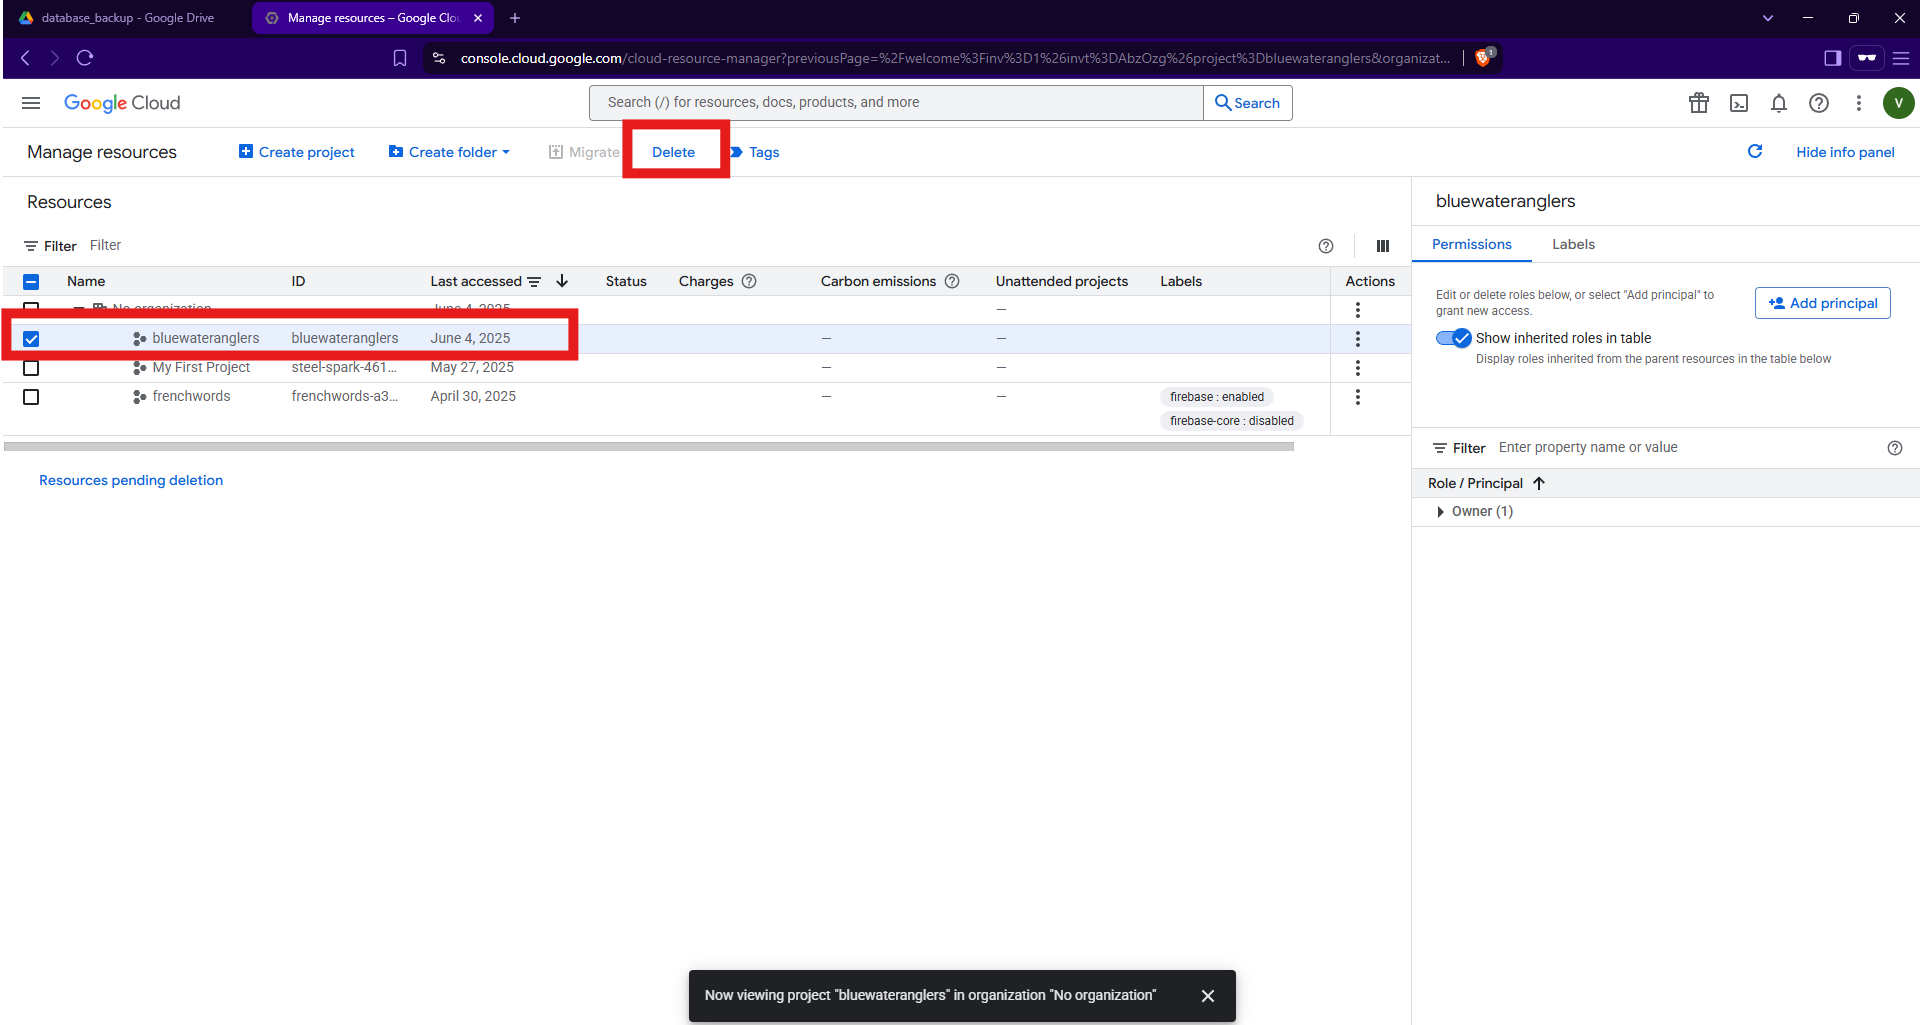 database_backup - Google Drive
Manage resources – Google Clo
console.cloud.google.com/cloud-resource-manager?previousPage=%2Fwelcome%3Finv%3D1%26invt%3DAbzOzg%26project%3Dbluewateranglers&organizat...
1
Google Cloud
Search (/) for resources, docs, products, and more
Search
V
Manage resources
Create project
Create folder
Migrate
Delete
Tags
Hide info panel
Resources
Filter Filter
Name ID Last accessed Status Charges Carbon emissions Unattended projects Labels Actions
No organization June 4, 2025 –
bluewateranglers bluewateranglers June 4, 2025 – –
My First Project steel-spark-461... May 27, 2025 – –
frenchwords frenchwords-a3... April 30, 2025 – – firebase : enabled
firebase-core : disabled
Resources pending deletion
bluewateranglers
Permissions Labels
Edit or delete roles below, or select "Add principal" to
grant new access.
Add principal
Show inherited roles in table
Display roles inherited from the parent resources in the table below
Filter Enter property name or value
Role / Principal
Owner (1)
Now viewing project "bluewateranglers" in organization "No organization"